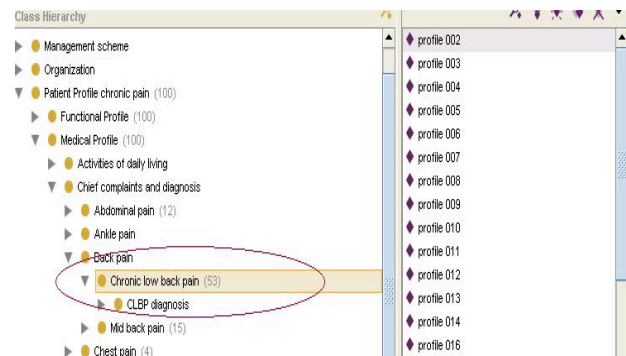 Class Hierarchy
Management scheme
Organization
Patient Profile chronic pain (100)
Functional Profile (100)
Medical Profile (100)
Activities of daily living
Chief complaints and diagnosis
Abdominal pain (12)
Ankle pain
Back pain
Chronic low back pain (53)
CLBP diagnosis
Mid back pain (15)
Chest pain (4)
profile 002
profile 003
profile 004
profile 005
profile 006
profile 007
profile 008
profile 009
profile 010
profile 011
profile 012
profile 013
profile 014
profile 016